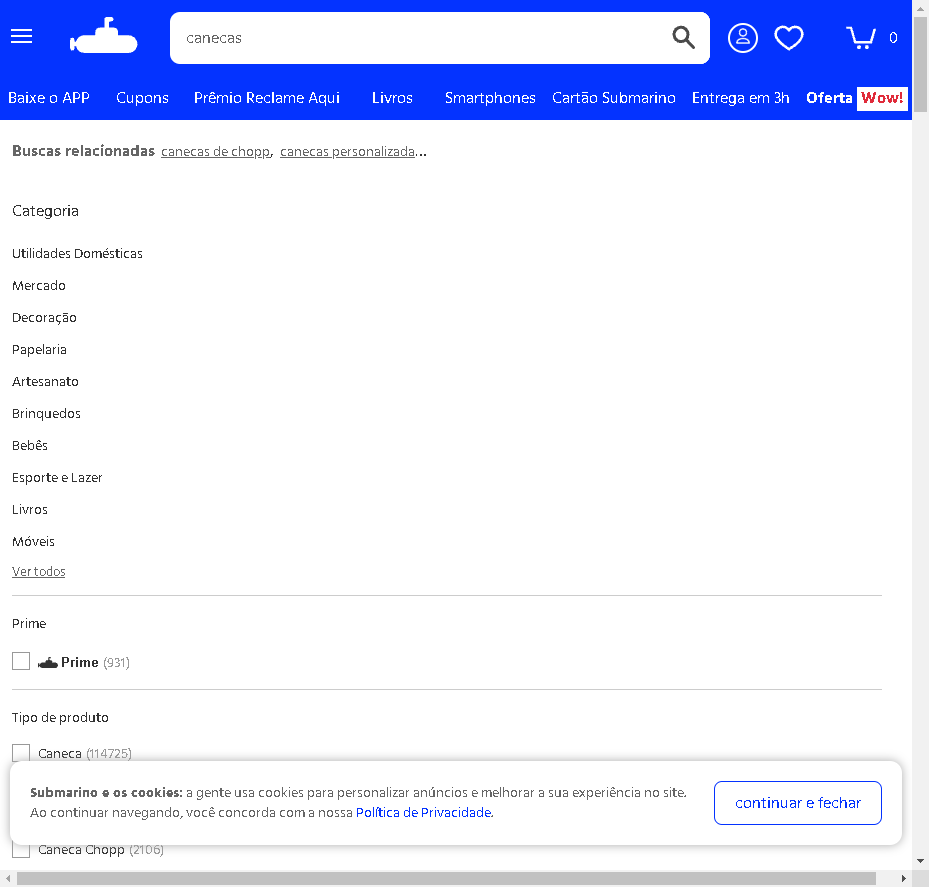 canecas
0
Baixe o APP Cupons Prêmio Reclame Aqui Livros Smartphones Cartão Submarino Entrega em 3h Oferta Wow!
Buscas relacionadas canecas de chopp, canecas personalizada...
Categoria
Utilidades Domésticas
Mercado
Decoração
Papelaria
Artesanato
Brinquedos
Bebês
Esporte e Lazer
Livros
Móveis
Ver todos
Prime
Prime (931)
Tipo de produto
Caneca (114725)
Submarino e os cookies: a gente usa cookies para personalizar anúncios e melhorar a sua experiência no site.
Ao continuar navegando, você concorda com a nossa Política de Privacidade.
continuar e fechar
Caneca Chopp (2106)